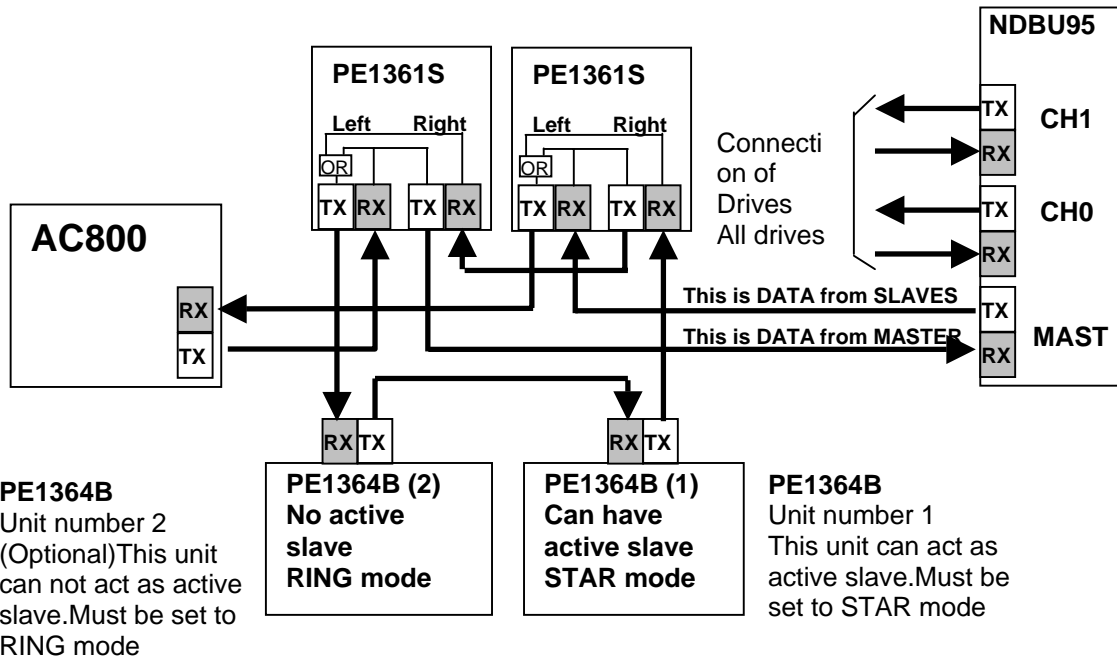 NDBU95
PE1361S
PE1361S
Left Right
Left Right
OR
OR
TX RX TX RX
TX RX TX RX
TX
CH1
RX
TX
CH0
RX
Connecti
on of
Drives
All drives
AC800
RX
TX
This is DATA from SLAVES
This is DATA from MASTER
TX
MAST
RX
RX TX
RX TX
PE1364B (2)
No active
slave
RING mode
PE1364B (1)
Can have
active slave
STAR mode
PE1364B
Unit number 2
(Optional)This unit
can not act as active
slave.Must be set to
RING mode
PE1364B
Unit number 1
This unit can act as
active slave.Must be
set to STAR mode